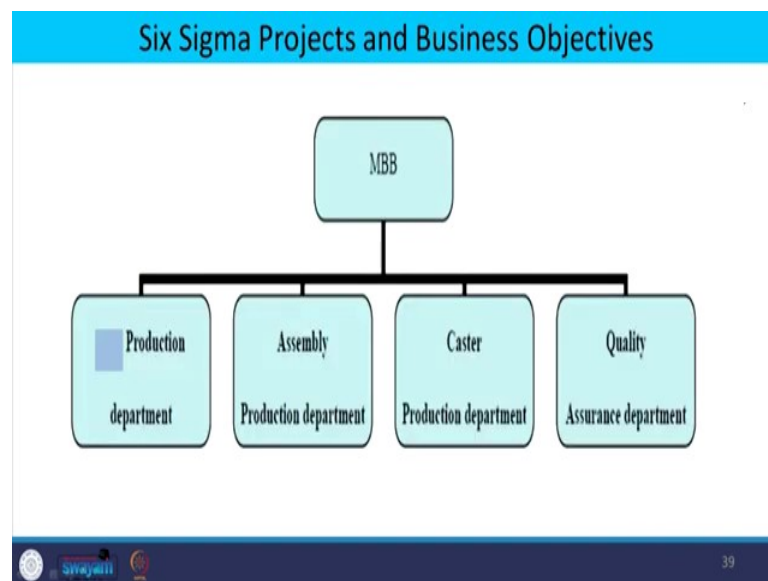 Six Sigma Projects and Business Objectives
MBB
Production
department
Assembly
Production department
Caster
Production department
Quality
Assurance department
swayam
39